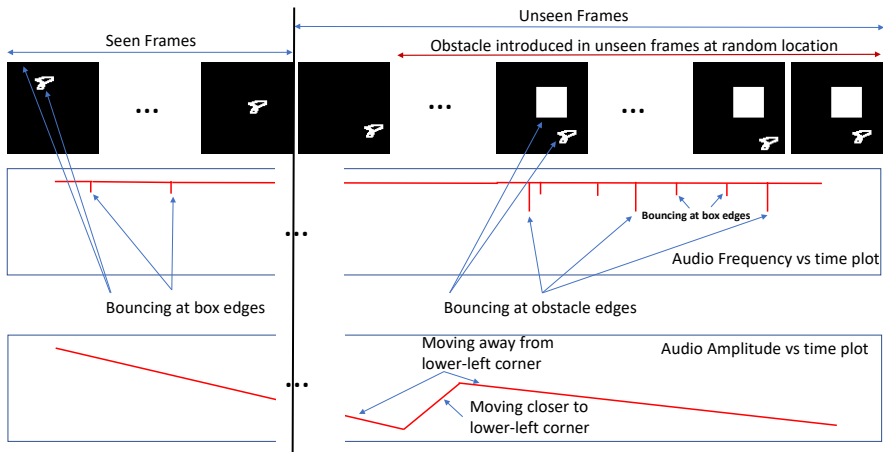 Unseen Frames
Seen Frames
Obstacle introduced in unseen frames at random location
...
...
...
Bouncing at box edges
...
Audio Frequency vs time plot
Bouncing at box edges
Bouncing at obstacle edges
Moving away from
lower-left corner
Audio Amplitude vs time plot
...
Moving closer to
lower-left corner